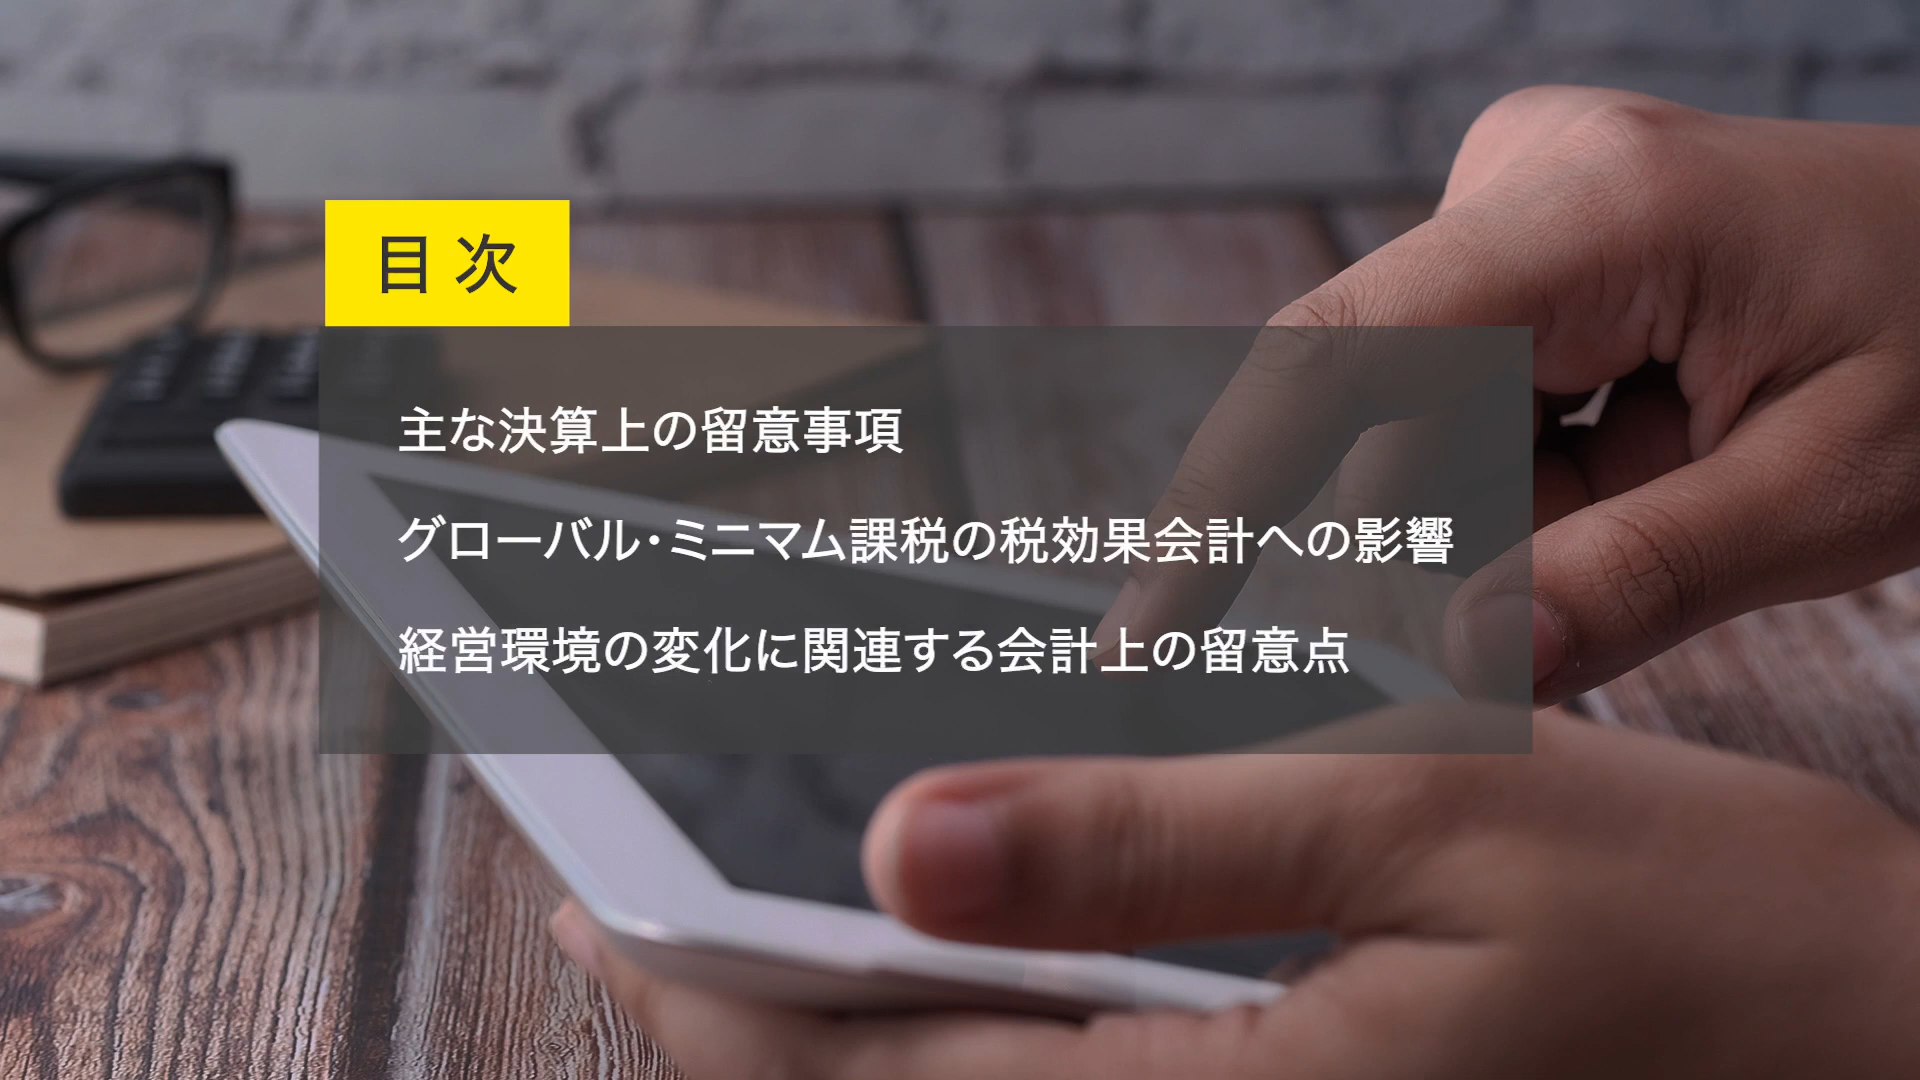 目次
主な決算上の留意事項
グローバル・ミニマム課税の税効果会計への影響
経営環境の変化に関連する会計上の留意点